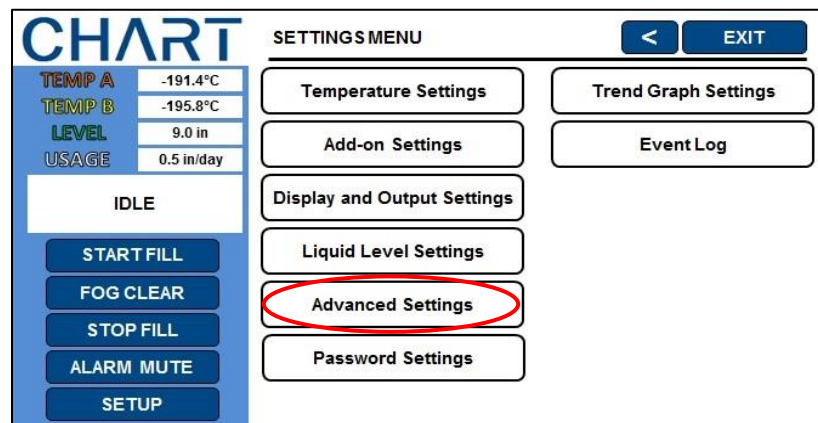 CHART
TEMP A -191.4°C
TEMP B -195.8°C
LEVEL 9.0 in
USAGE 0.5 in/day
IDLE
START FILL
FOG CLEAR
STOP FILL
ALARM MUTE
SETUP
SETTINGS MENU
< EXIT
Temperature Settings
Add-on Settings
Display and Output Settings
Liquid Level Settings
Advanced Settings
Password Settings
Trend Graph Settings
Event Log